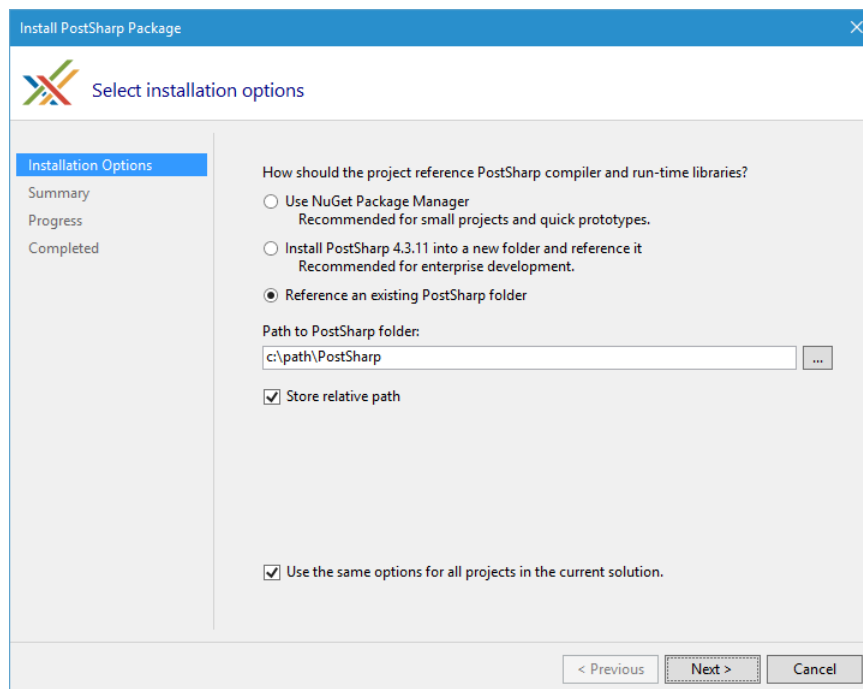 Install PostSharp Package
Select installation options
Installation Options
Summary
Progress
Completed
How should the project reference PostSharp compiler and run-time libraries?
Use NuGet Package Manager
Recommended for small projects and quick prototypes.
Install PostSharp 4.3.11 into a new folder and reference it
Recommended for enterprise development.
Reference an existing PostSharp folder
Path to PostSharp folder:
c:\path\PostSharp
...
Store relative path
Use the same options for all projects in the current solution.
< Previous
Next >
Cancel